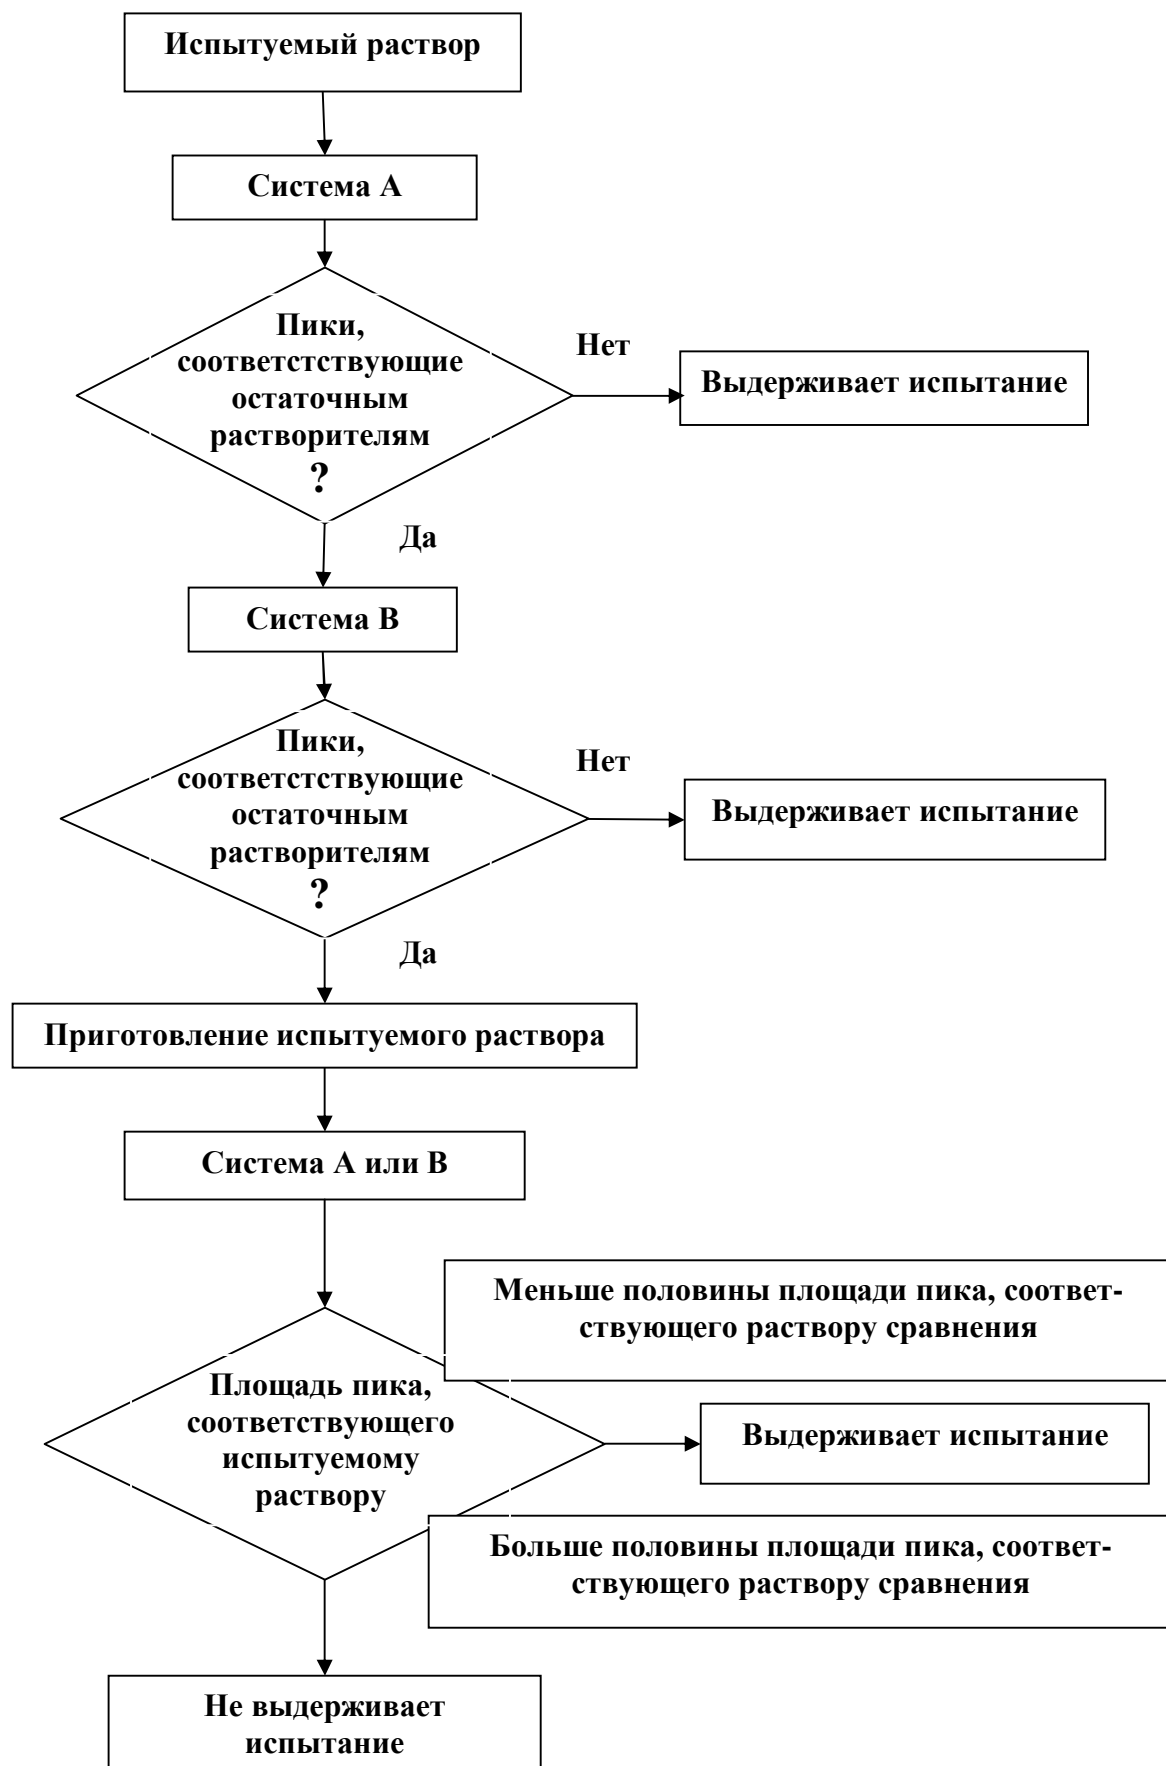 Испытуемый раствор
Система А
Пики,
соответстствующие
остаточным
растворителям
?
Нет
Выдерживает испытание
Да
Система В
Пики,
соответстствующие
остаточным
растворителям
?
Нет
Выдерживает испытание
Да
Приготовление испытуемого раствора
Система А или В
Меньше половины площади пика, соответ-
ствующего раствору сравнения
Площадь пика,
соответствующего
испытуемому
раствору
Выдерживает испытание
Больше половины площади пика, соответ-
ствующего раствору сравнения
Не выдерживает
испытание